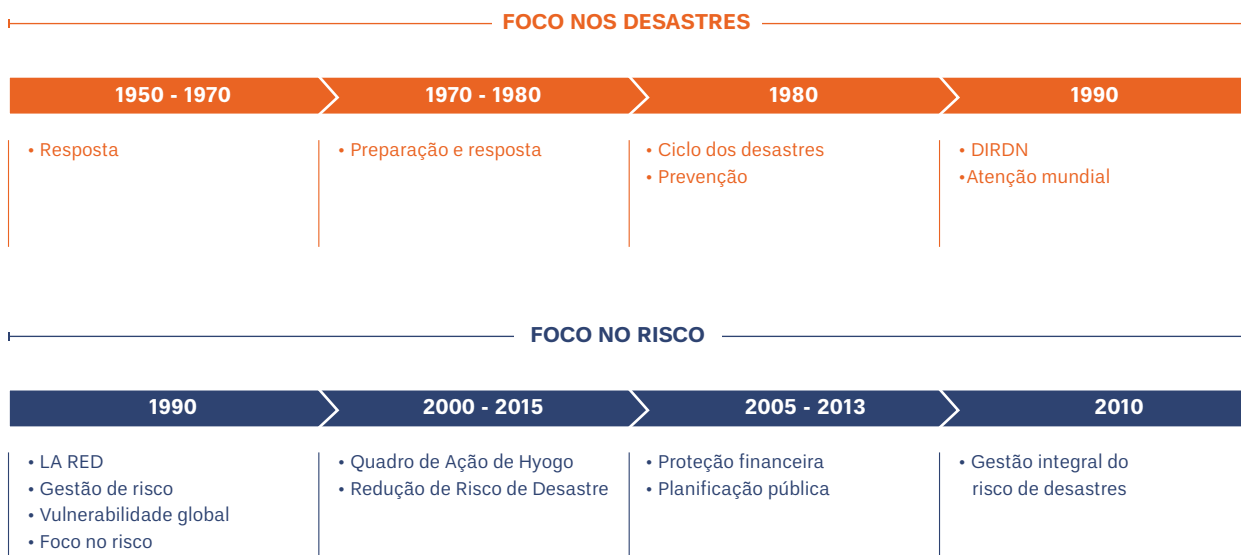 FOCO NOS DESASTRES
1950 - 1970
1970 - 1980
1980
1990
• Resposta
• Preparação e resposta
• Ciclo dos desastres
• Prevenção
• DIRDN
•Atenção mundial
FOCO NO RISCO
1990
2000 - 2015
2005 - 2013
2010
• LA RED
• Gestão de risco
• Vulnerabilidade global
• Foco no risco
• Quadro de Ação de Hyogo
• Redução de Risco de Desastre
• Proteção financeira
• Planificação pública
• Gestão integral do
risco de desastres